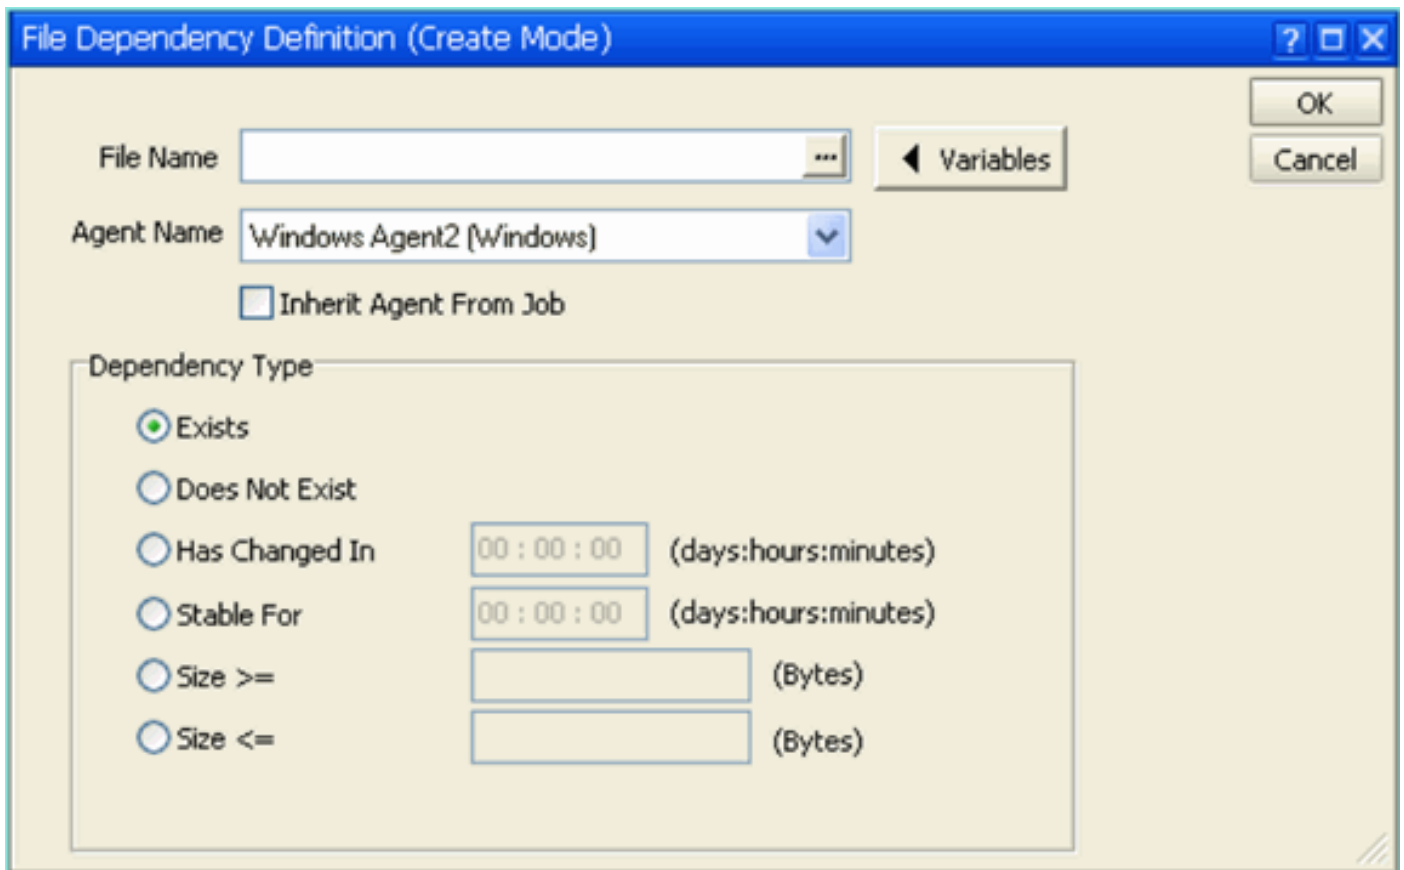 File Dependency Definition (Create Mode)
?
OK
File Name
...
Variables
Cancel
Agent Name
Windows Agent2 (Windows)
Inherit Agent From Job
Dependency Type
Exists
Does Not Exist
Has Changed In 00 : 00 : 00 (days:hours:minutes)
Stable For 00 : 00 : 00 (days:hours:minutes)
Size >= (Bytes)
Size <= (Bytes)